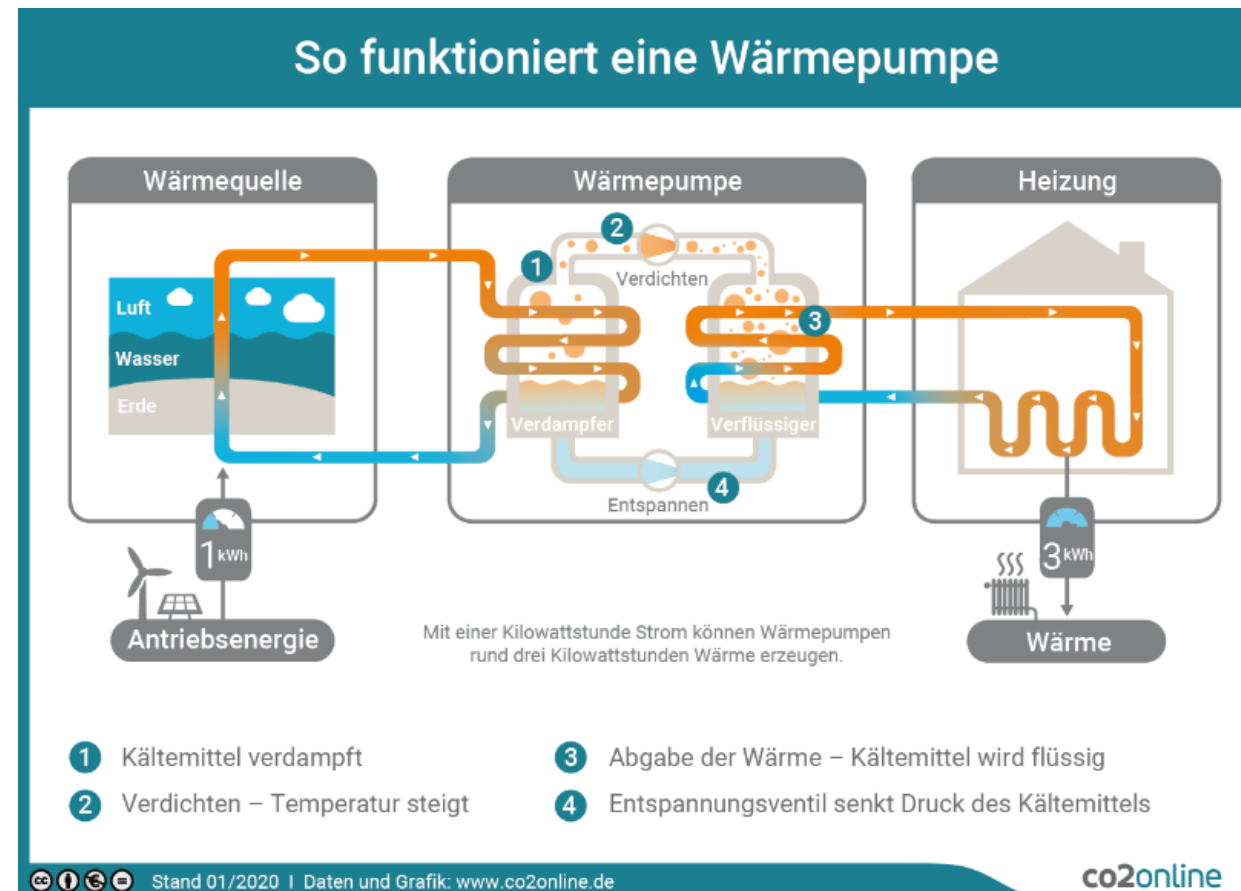 So funktioniert eine Wärmepumpe
Wärmequelle
Luft
Wasser
Erde
Wärmepumpe
1
2
Verdichten
3
Verdampfer
Verflüssiger
4
Entspannen
Heizung
1 kWh
Antriebsenergie
Mit einer Kilowattstunde Strom können Wärmepumpen
rund drei Kilowattstunden Wärme erzeugen.
3 kWh
Wärme
1 Kältemittel verdampft
2 Verdichten – Temperatur steigt
3 Abgabe der Wärme – Kältemittel wird flüssig
4 Entspannungsventil senkt Druck des Kältemittels
cc Stand 01/2020 I Daten und Grafik: www.co2online.de
co2online